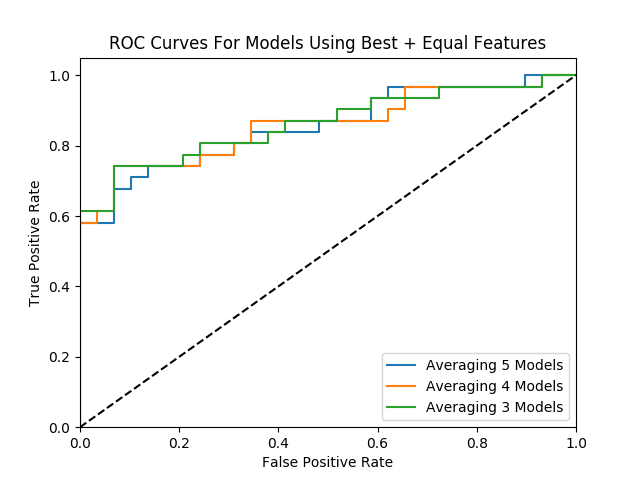 ROC Curves For Models Using Best + Equal Features
1.0
0.8
0.6
0.4
0.2
0.0
True Positive Rate
0.0 0.2 0.4 0.6 0.8 1.0
False Positive Rate
Averaging 5 Models
Averaging 4 Models
Averaging 3 Models